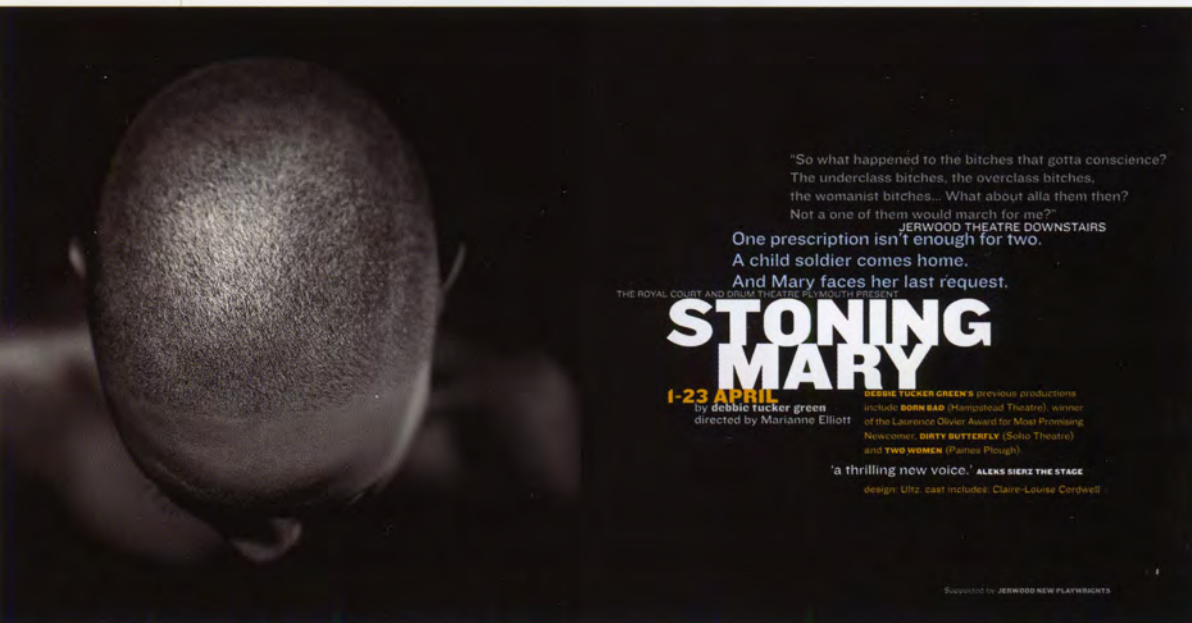 "So what happened to the bitches that gotta conscience?
The underclass bitches, the overclass bitches,
the womanist bitches... What about alla them then?
Not a one of them would march for me?"
JERWOOD THEATRE DOWNSTAIRS
One prescription isn't enough for two.
A child soldier comes home.
And Mary faces her last request.
THE ROYAL COURT AND DRUM THEATRE PLYMOUTH PRESENT
STONING
MARY
1-23 APRIL
by debbie tucker green
directed by Marianne Elliott
DEBBIE TUCKER GREEN'S previous productions
include BORN BAD (Hampstead Theatre), winner
of the Laurence Olivier Award for Most Promising
Newcomer, DIRTY BUTTERFLY (Soho Theatre)
and TWO WOMEN (Paines Plough)
'a thrilling new voice.' ALEKS SIERZ THE STAGE
design: Ultz. cast includes: Claire-Louise Cordwell
Supported by JERWOOD NEW PLAYWRIGHTS